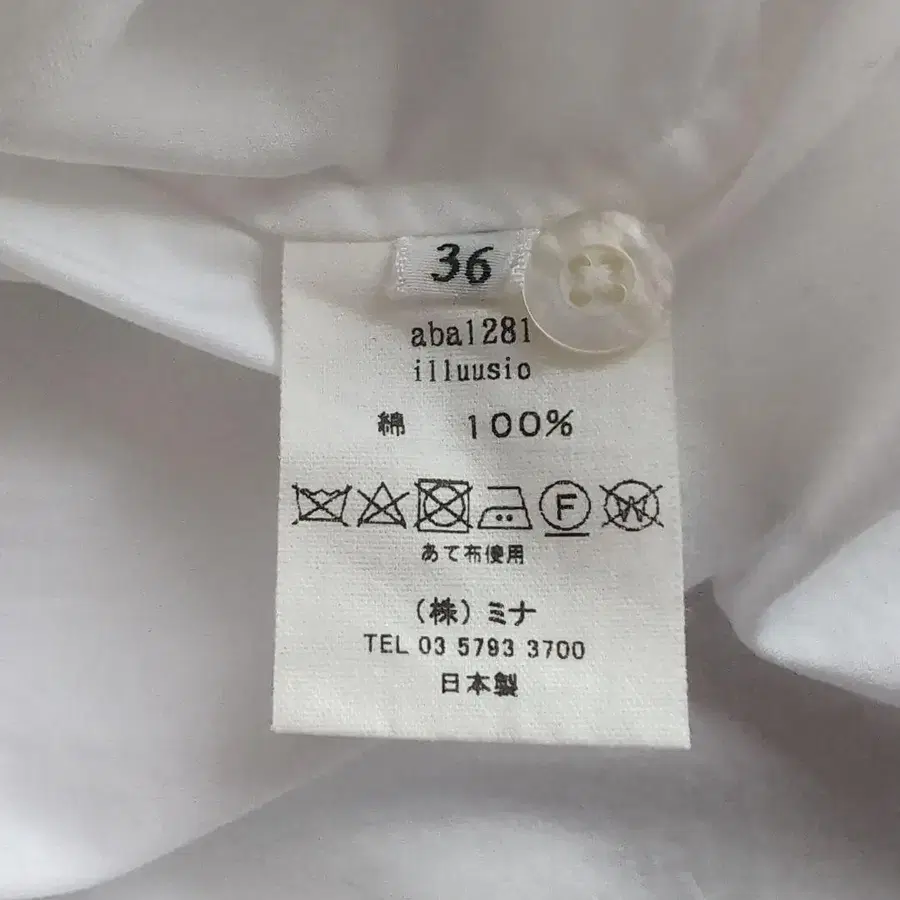 36
aba1281
illuusio
綿 100%
F W
あて布使用
(株)ミナ
TEL 03 5793 3700
日本製